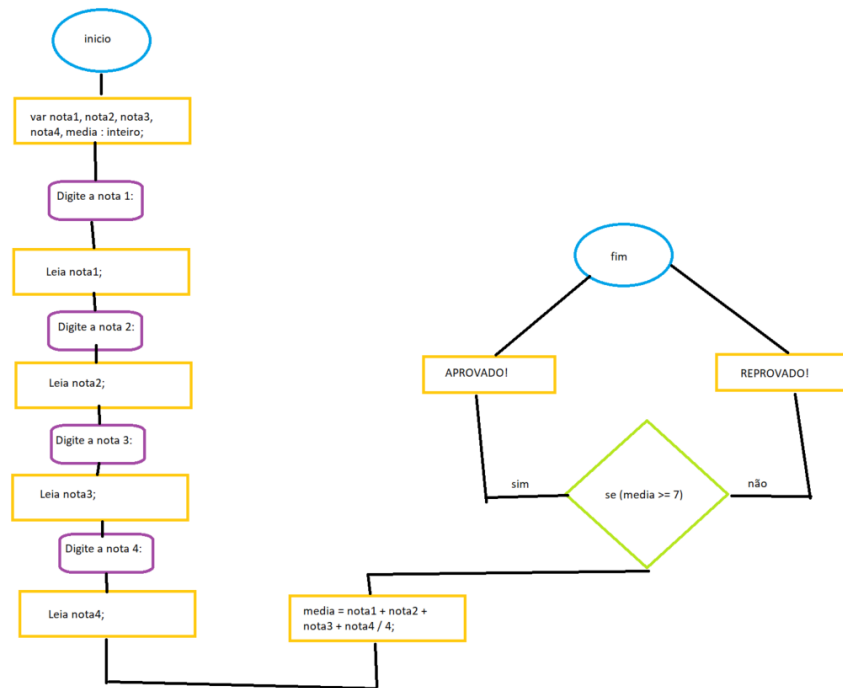 inicio
var nota1, nota2, nota3,
nota4, media : inteiro;
Digite a nota 1:
Leia nota1;
Digite a nota 2:
Leia nota2;
Digite a nota 3:
Leia nota3;
Digite a nota 4:
Leia nota4;
media = nota1 + nota2 +
nota3 + nota4 / 4;
se (media >= 7)
sim
não
APROVADO!
REPROVADO!
fim